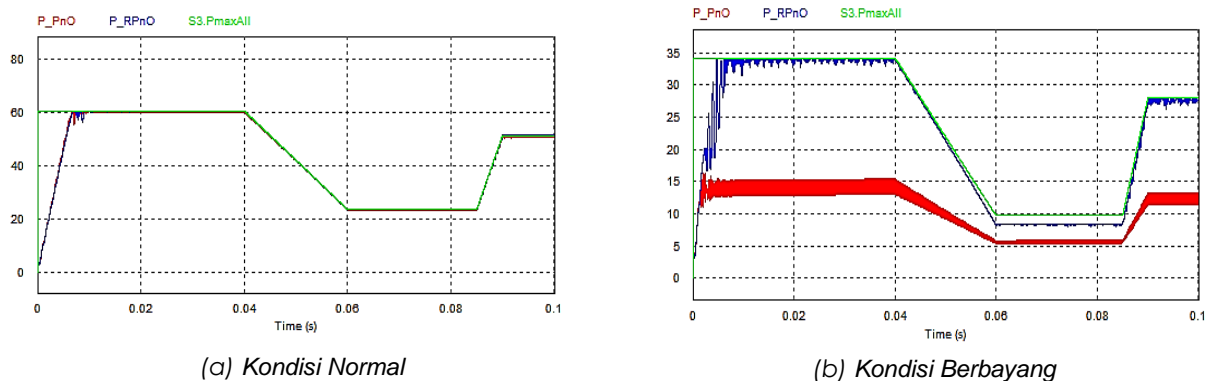 P_PnO P_RPnO S3.PmaxAll
80
60
40
20
0
0 0.02 0.04 0.06 0.08 0.1
Time (s)
(a) Kondisi Normal
P_PnO P_RPnO S3.PmaxAll
35
30
25
20
15
10
5
0
0 0.02 0.04 0.06 0.08 0.1
Time (s)
(b) Kondisi Berbayang